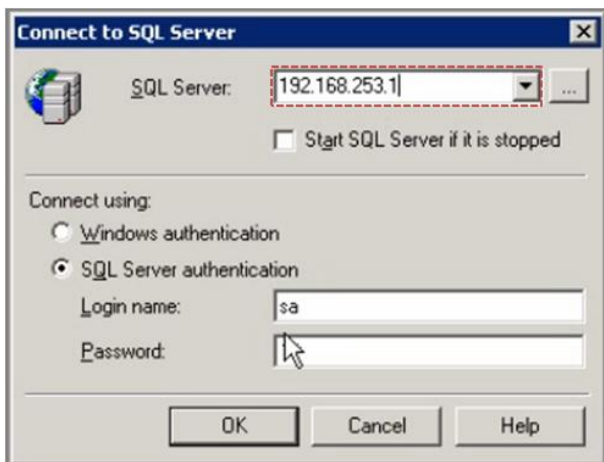 Connect to SQL Server
SQL Server: 192.168.253.1 ...
Start SQL Server if it is stopped
Connect using:
Windows authentication
SQL Server authentication
Login name: sa
Password:
OK Cancel Help